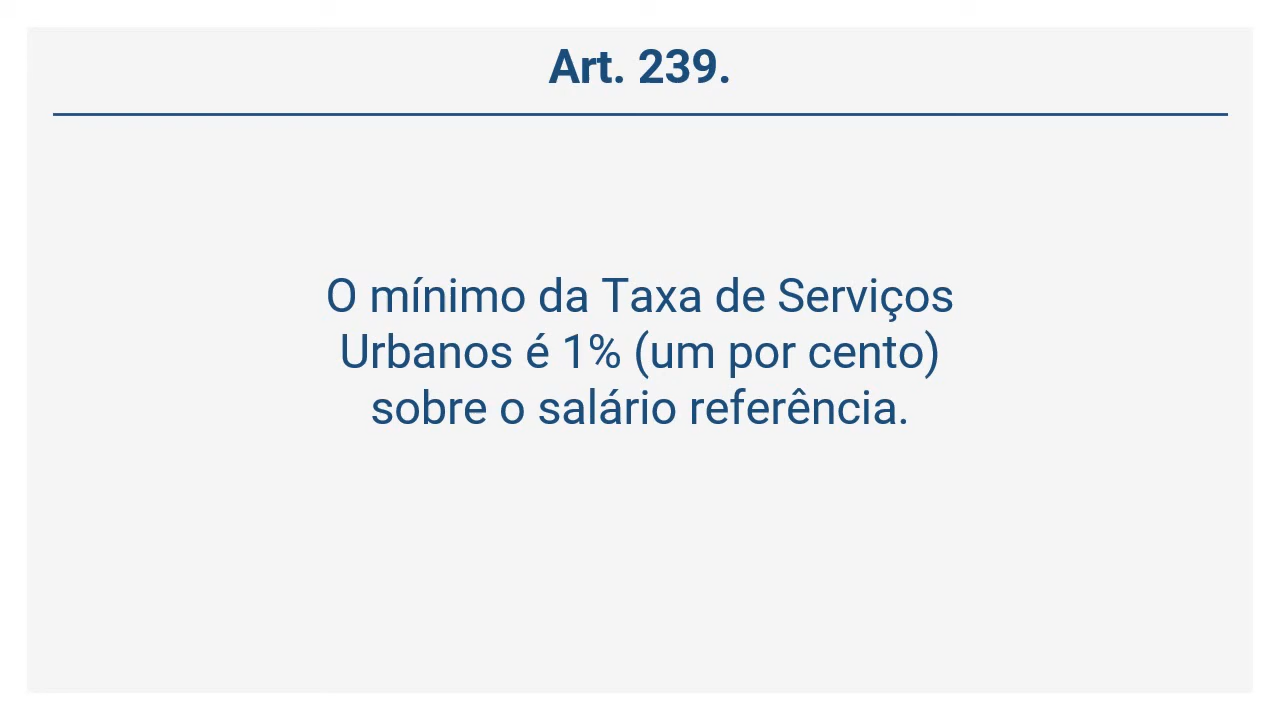 Art. 239.
O mínimo da Taxa de Serviços
Urbanos é 1% (um por cento)
sobre o salário referência.